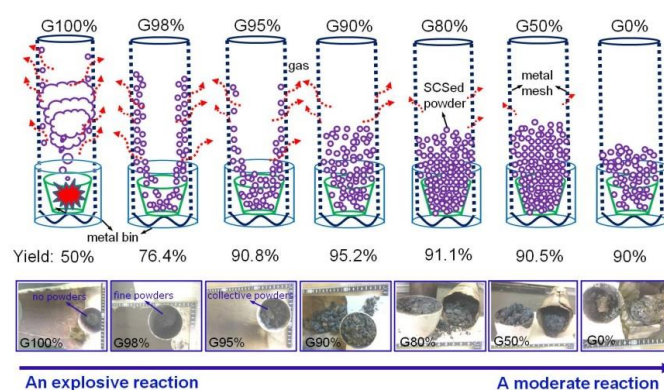 G100% G98% G95% G90% G80% G50% G0%
gas
SCSed
powder
metal
mesh
metal bin
Yield: 50% 76.4% 90.8% 95.2% 91.1% 90.5% 90%
no powders fine powders collective powders
G100% G98% G95% G90% G80% G50% G0%
An explosive reaction A moderate reaction